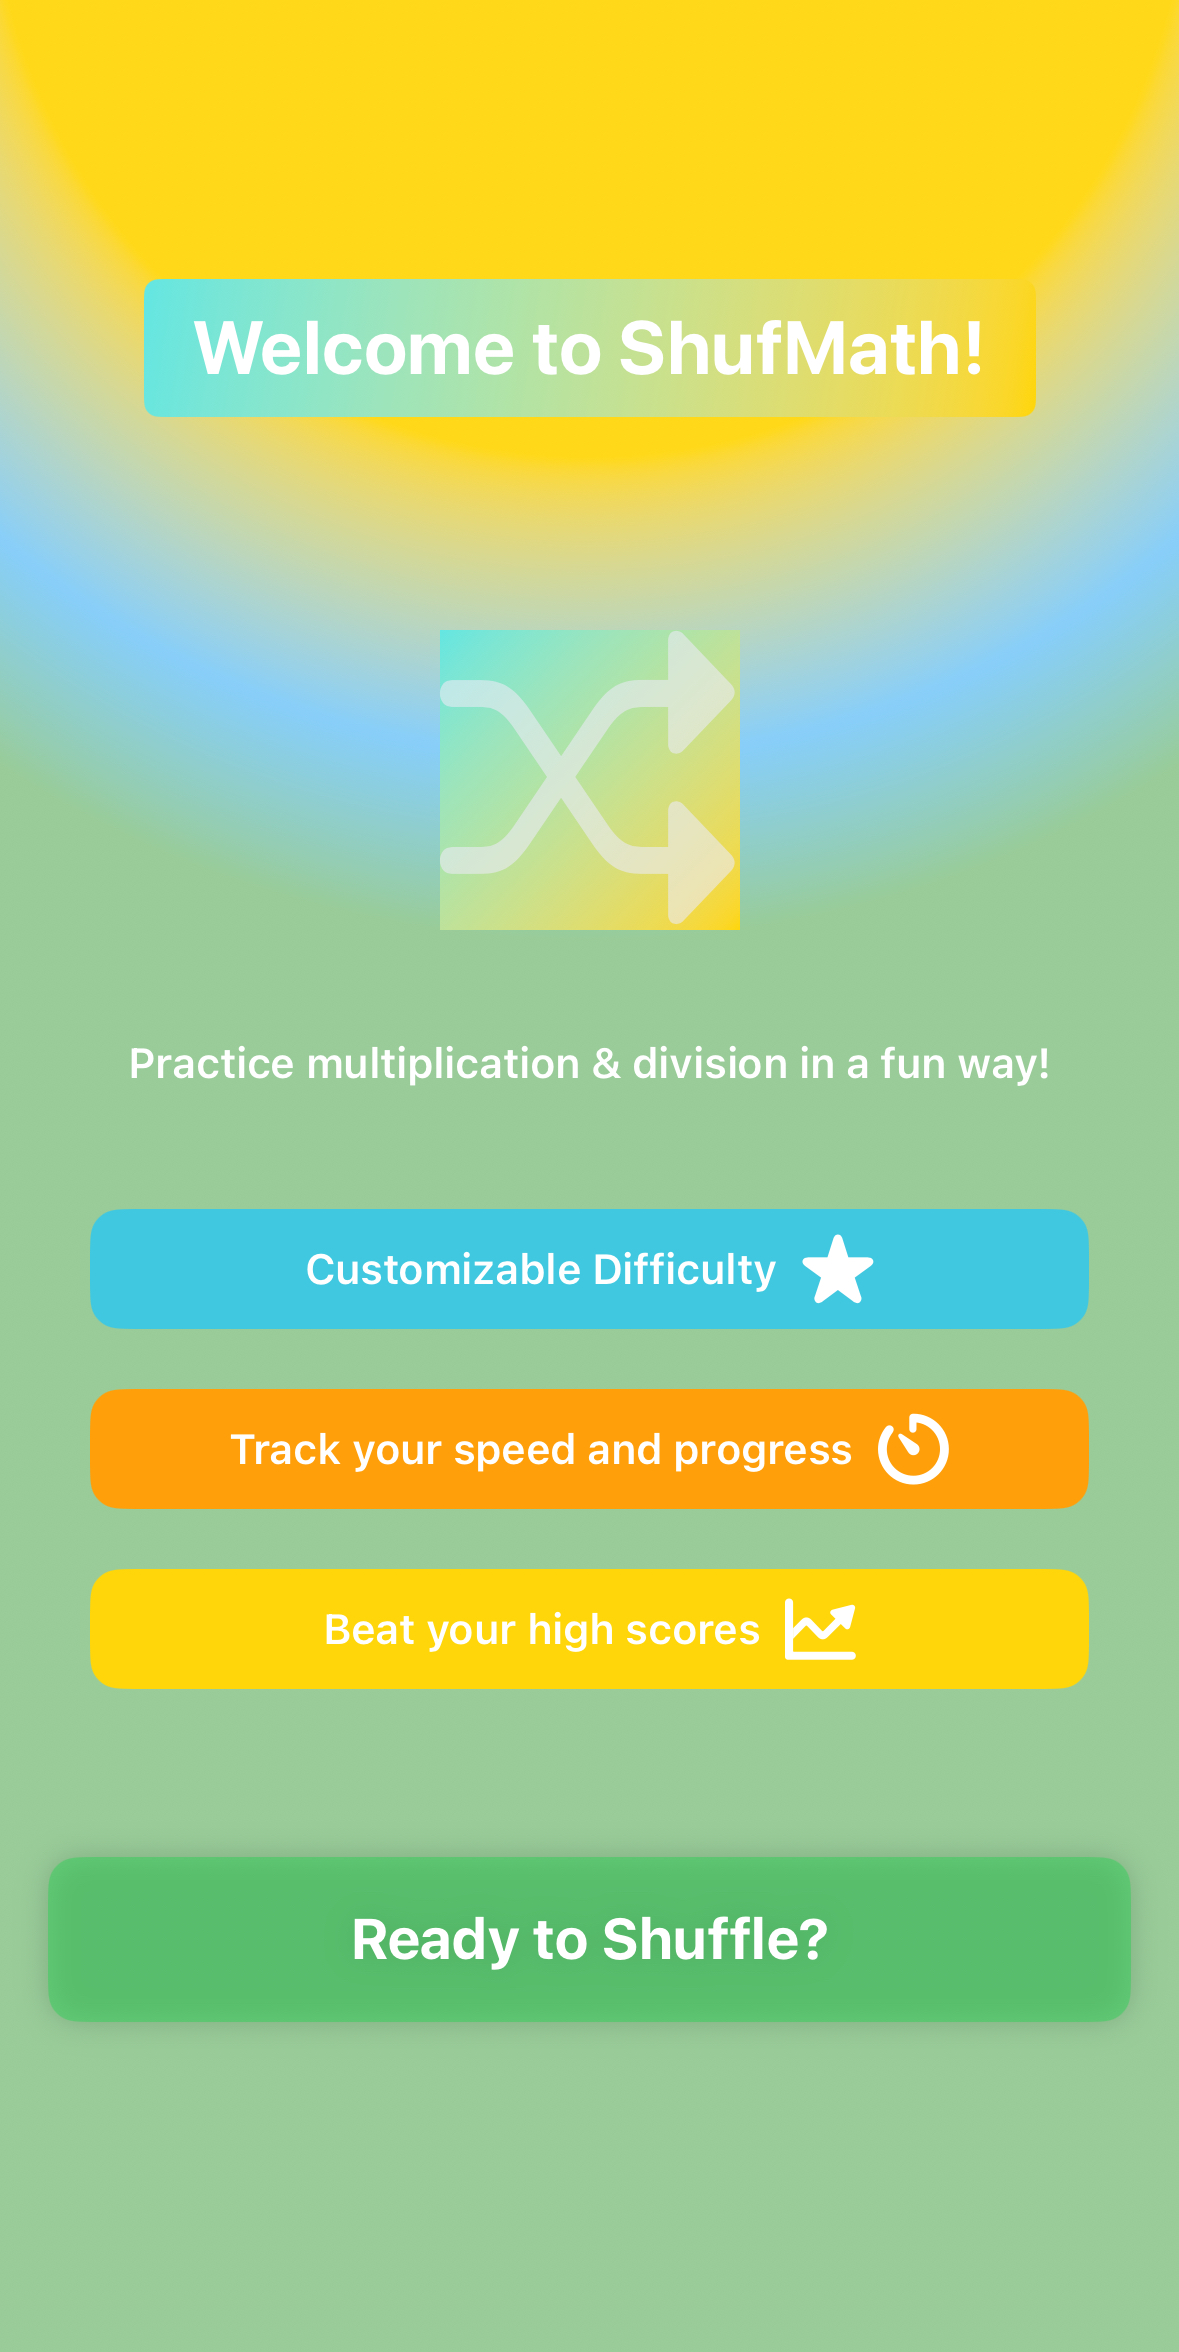 Welcome to ShufMath!
Practice multiplication & division in a fun way!
Customizable Difficulty
Track your speed and progress
Beat your high scores
Ready to Shuffle?